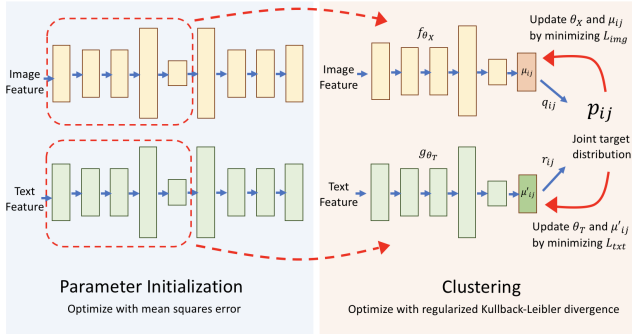 Image
Feature
Text
Feature
Parameter Initialization
Optimize with mean squares error
f_{θ_X}
Image
Feature
μ_{ij}
q_{ij}
Update θ_X and μ_{ij}
by minimizing L_{img}
p_{ij}
Joint target
distribution
g_{θ_T}
Text
Feature
μ'_{ij}
r_{ij}
Update θ_T and μ'_{ij}
by minimizing L_{txt}
Clustering
Optimize with regularized Kullback-Leibler divergence